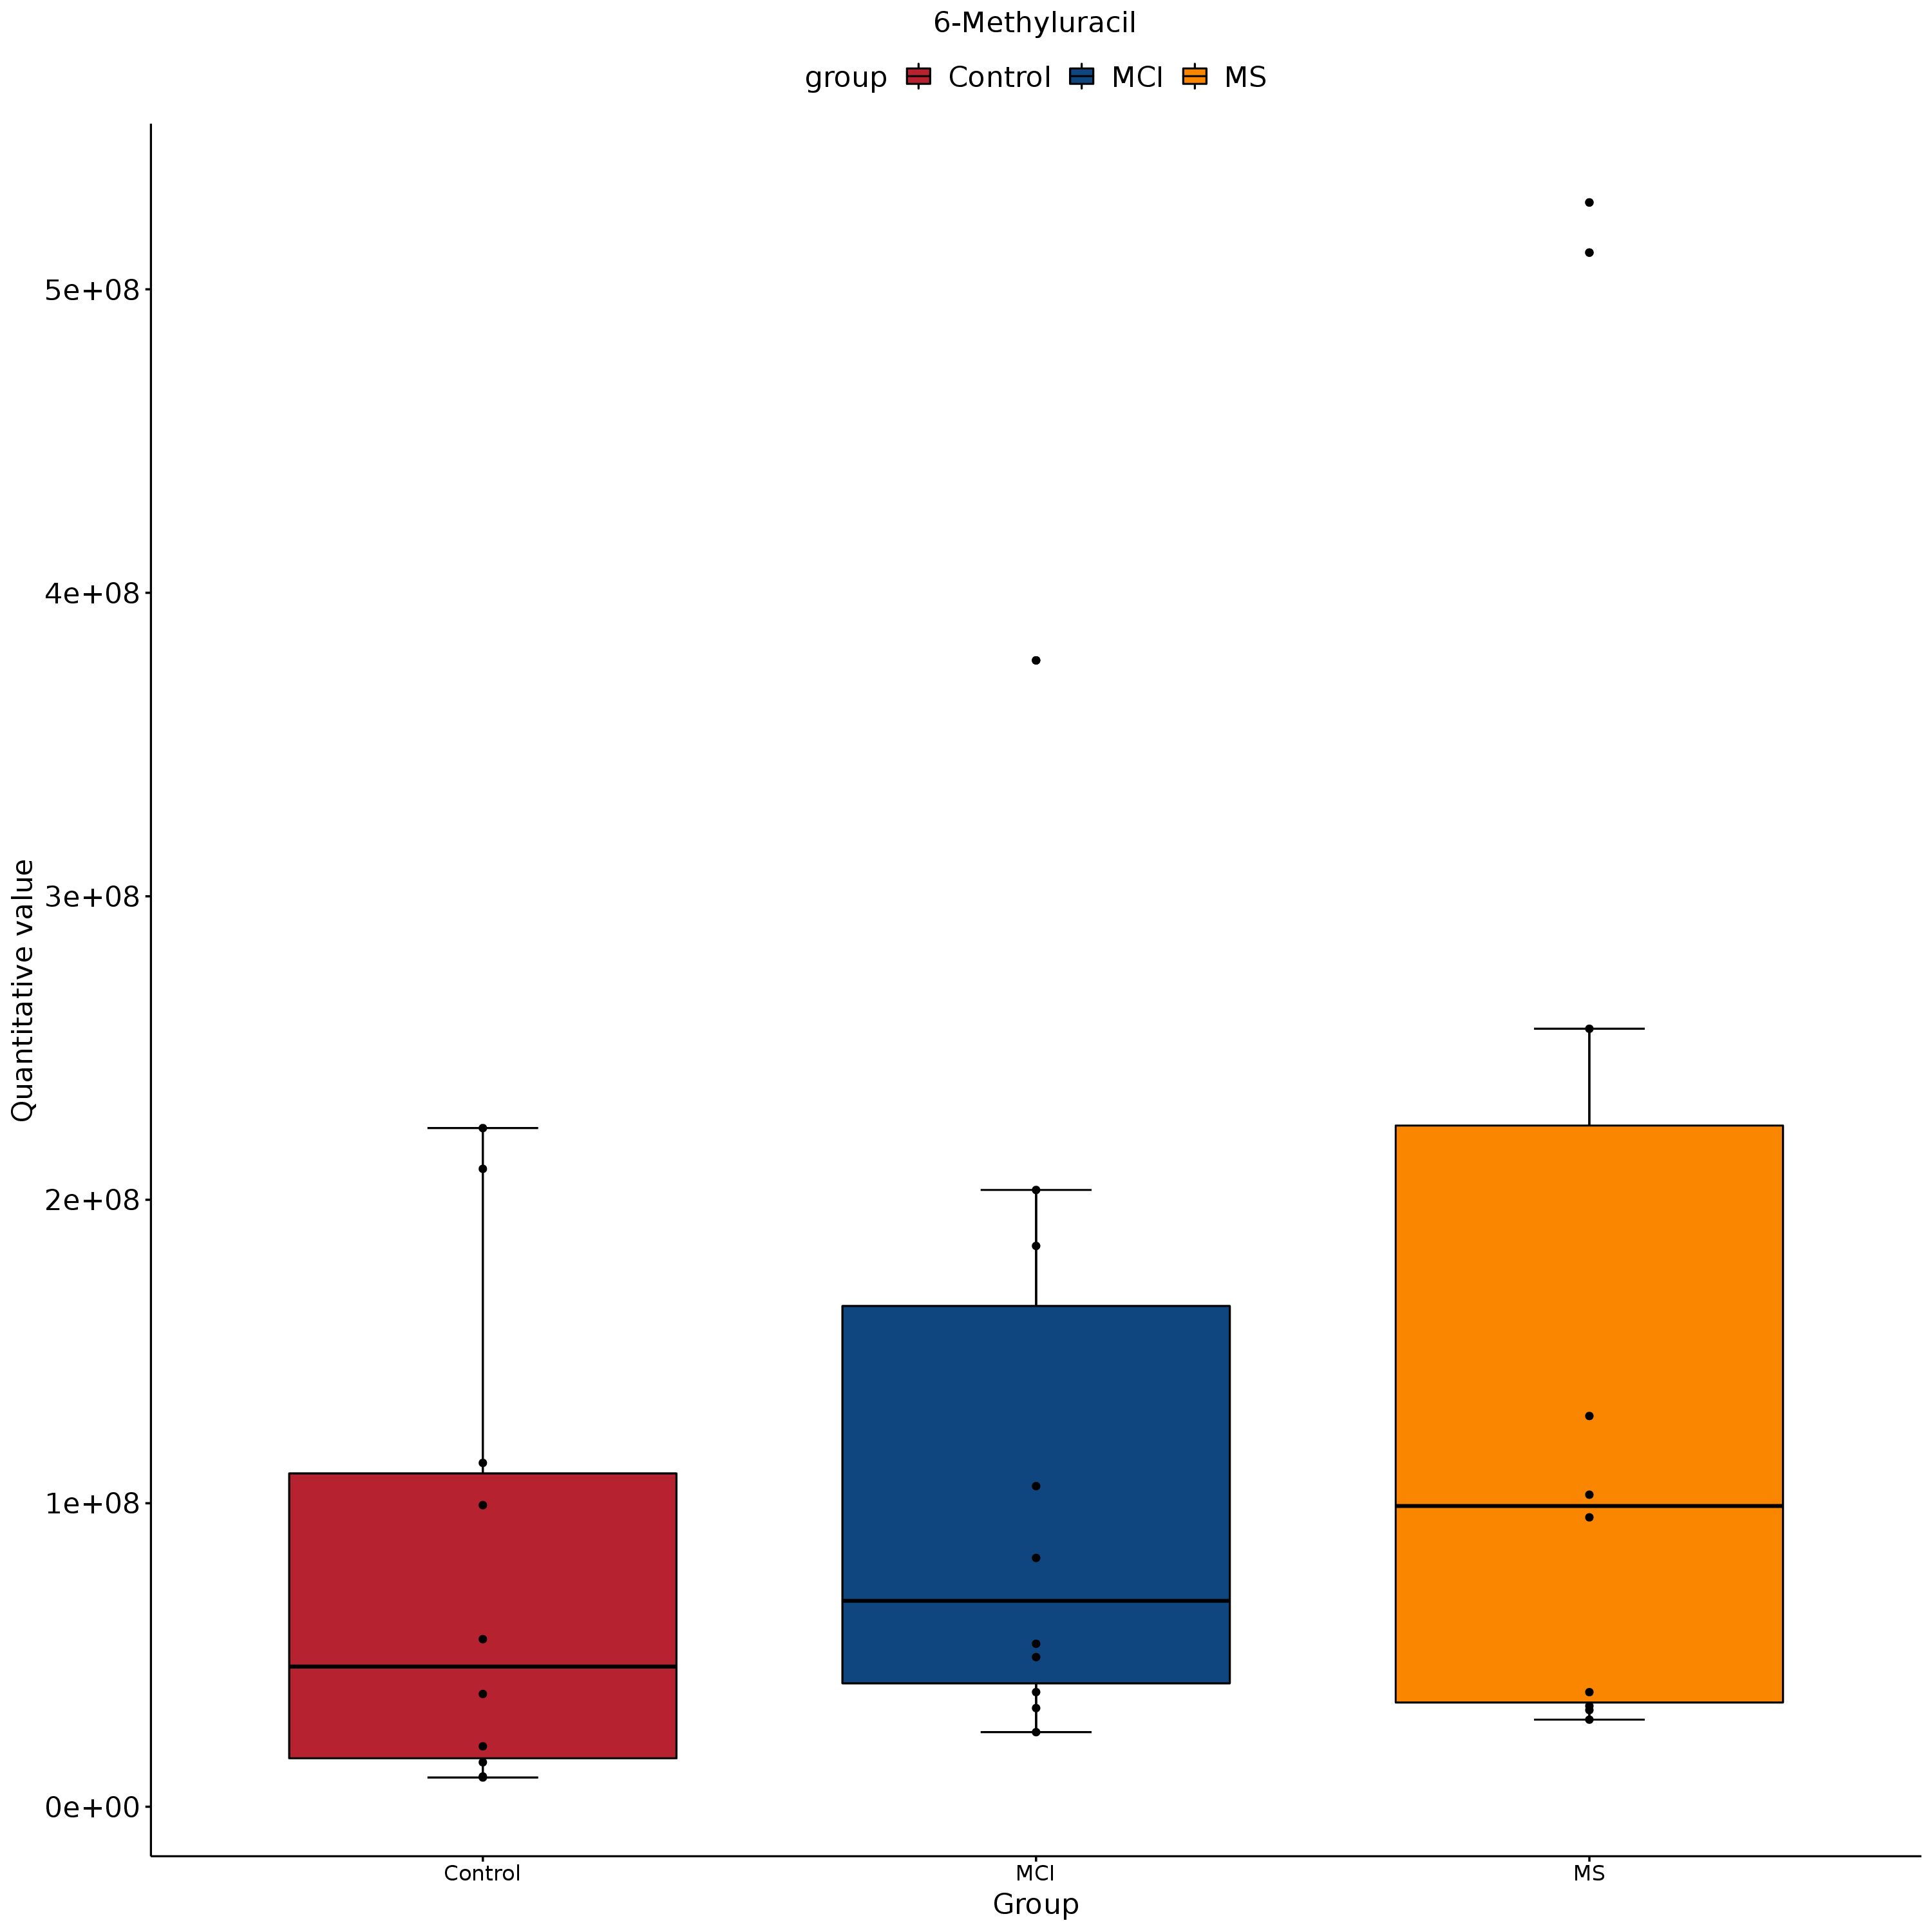 6-Methyluracil
group Control MCI MS
Quantitative value
5e+08
4e+08
3e+08
2e+08
1e+08
0e+00
Control MCI MS
Group